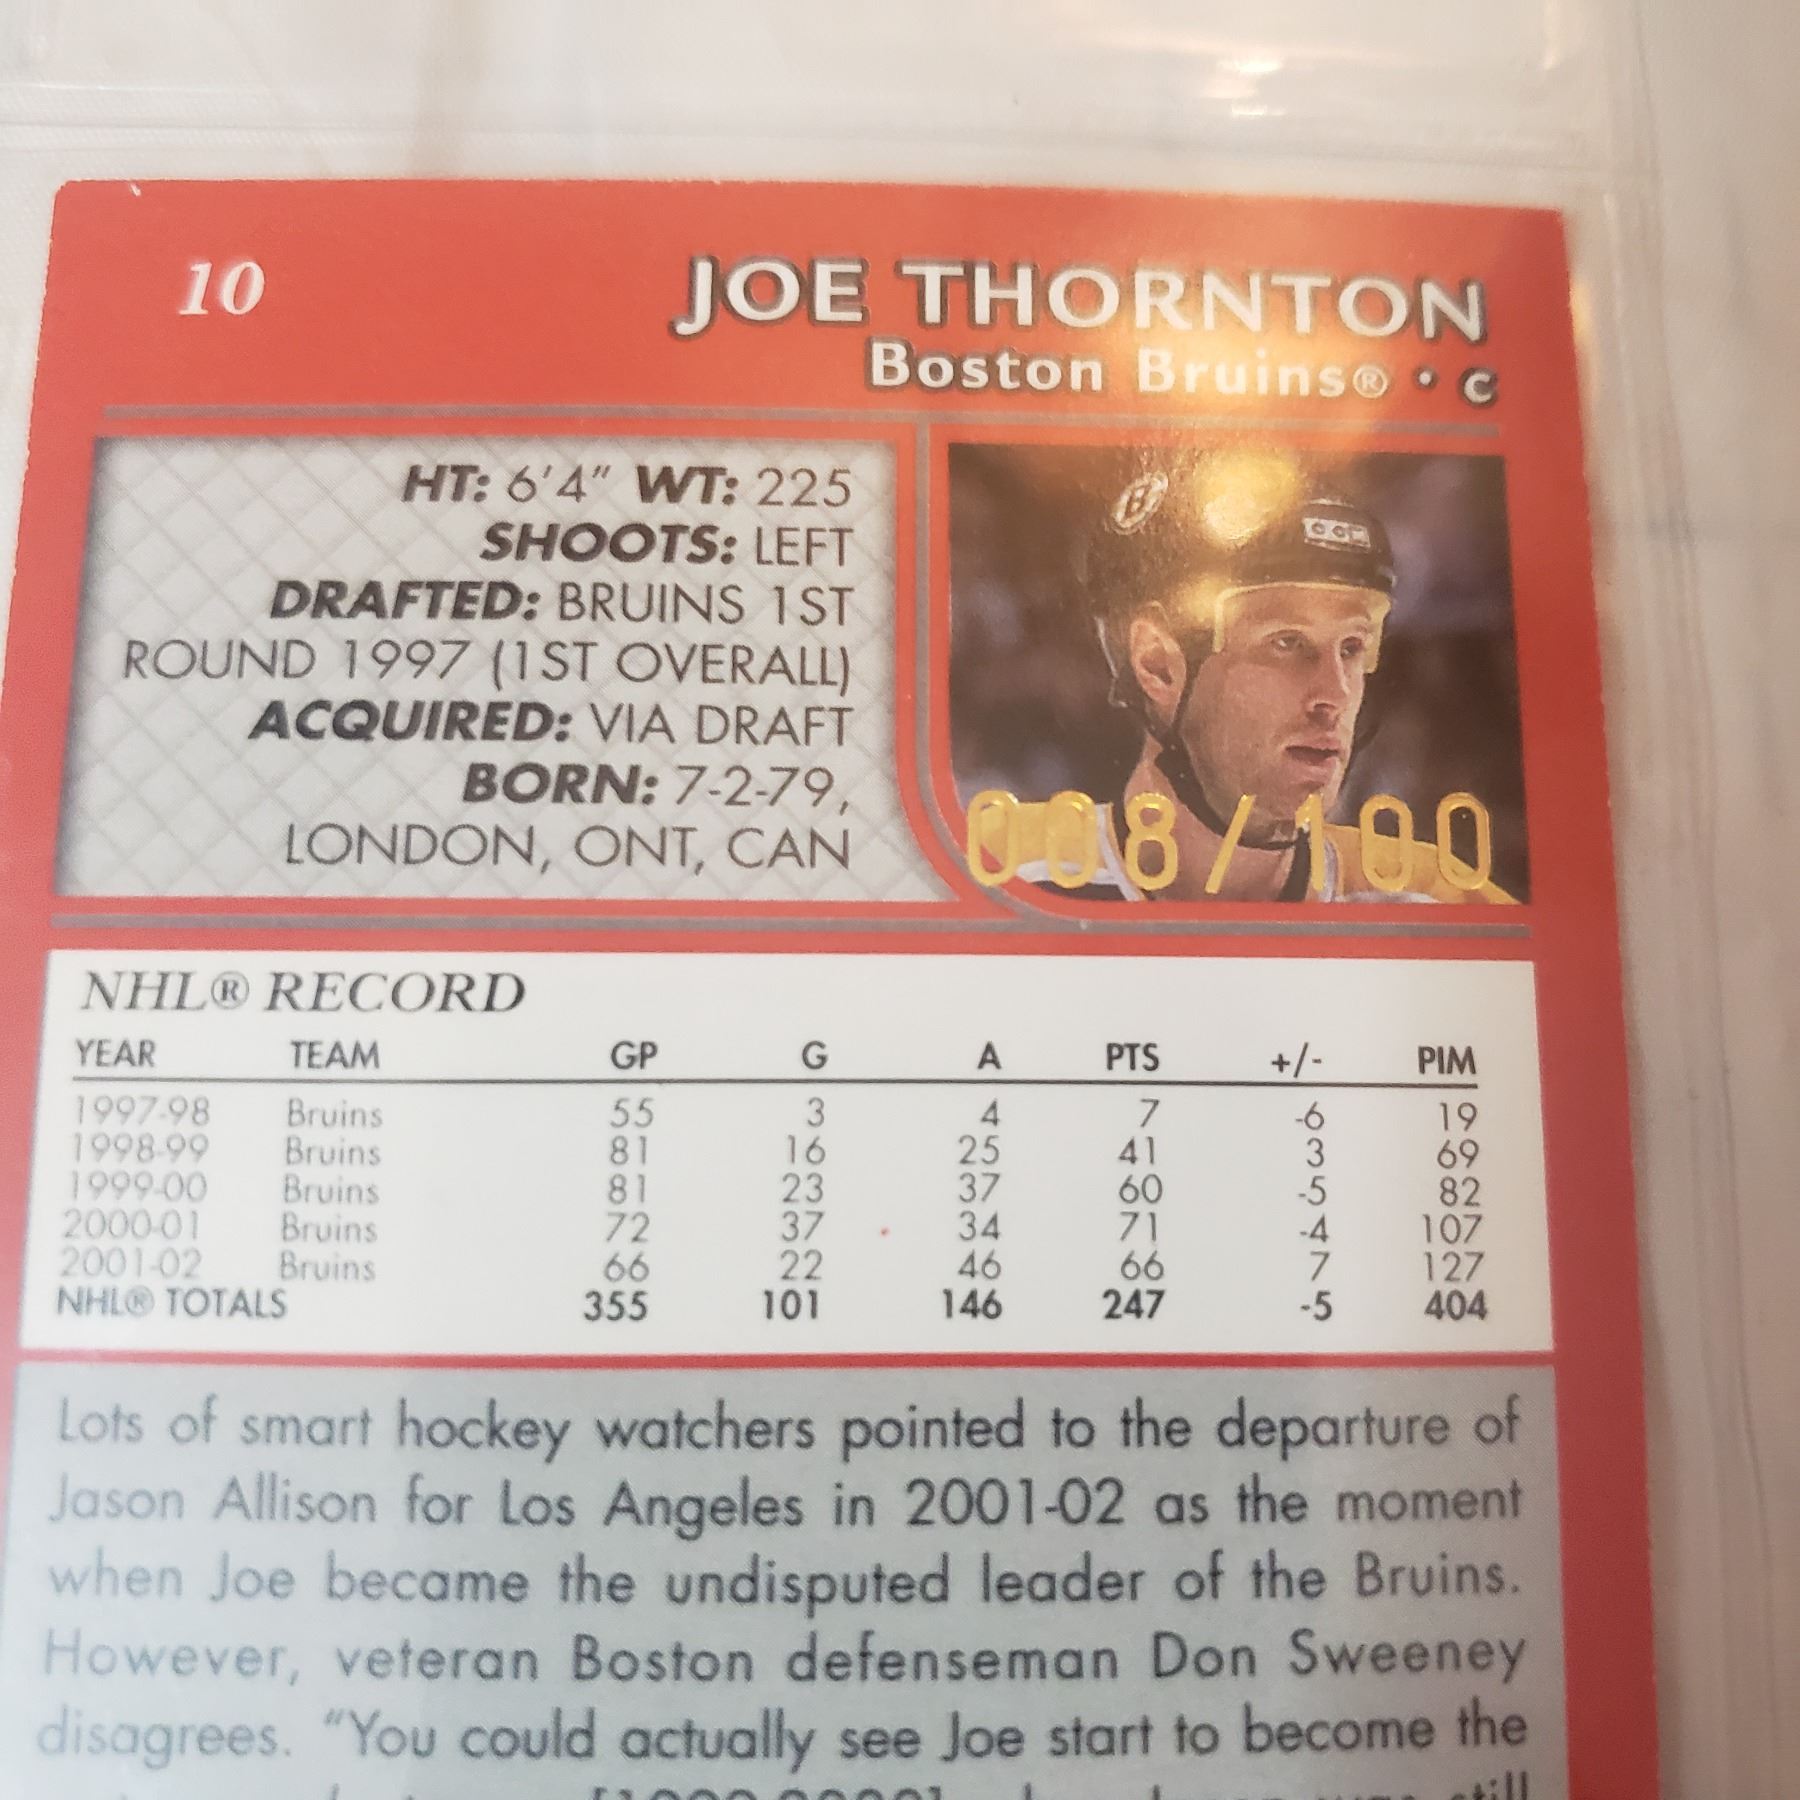 10
JOE THORNTON
Boston Bruins® • C
HT: 6'4" WT: 225
SHOOTS: LEFT
DRAFTED: BRUINS 1ST
ROUND 1997 (1ST OVERALL)
ACQUIRED: VIA DRAFT
BORN: 7-2-79,
LONDON, ONT, CAN
B
CCM
008/100
NHL® RECORD
YEAR TEAM GP G A PTS +/- PIM
1997-98 Bruins 55 3 4 7 -6 19
1998-99 Bruins 81 16 25 41 3 69
1999-00 Bruins 81 23 37 60 -5 82
2000-01 Bruins 72 37 34 71 -4 107
2001-02 Bruins 66 22 46 66 7 127
NHL® TOTALS 355 101 146 247 -5 404
Lots of smart hockey watchers pointed to the departure of
Jason Allison for Los Angeles in 2001-02 as the moment
when Joe became the undisputed leader of the Bruins.
However, veteran Boston defenseman Don Sweeney
disagrees. "You could actually see Joe start to become the
still